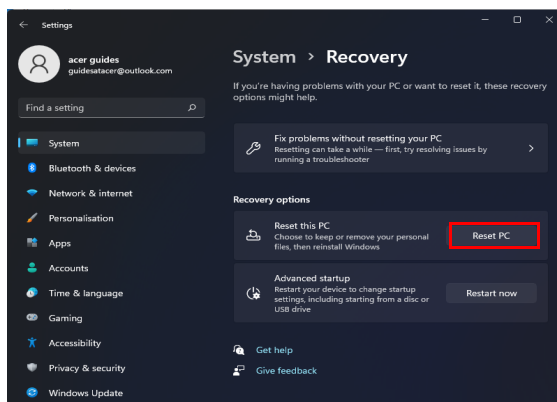 Settings
acer guides
guidesatacer@outlook.com
Find a setting
System
Bluetooth & devices
Network & internet
Personalisation
Apps
Accounts
Time & language
Gaming
Accessibility
Privacy & security
Windows Update
System > Recovery
If you're having problems with your PC or want to reset it, these recovery
options might help.
Fix problems without resetting your PC
Resetting can take a while — first, try resolving issues by
running a troubleshooter
Recovery options
Reset this PC
Choose to keep or remove your personal
files, then reinstall Windows
Reset PC
Advanced startup
Restart your device to change startup
settings, including starting from a disc or
USB drive
Restart now
Get help
Give feedback